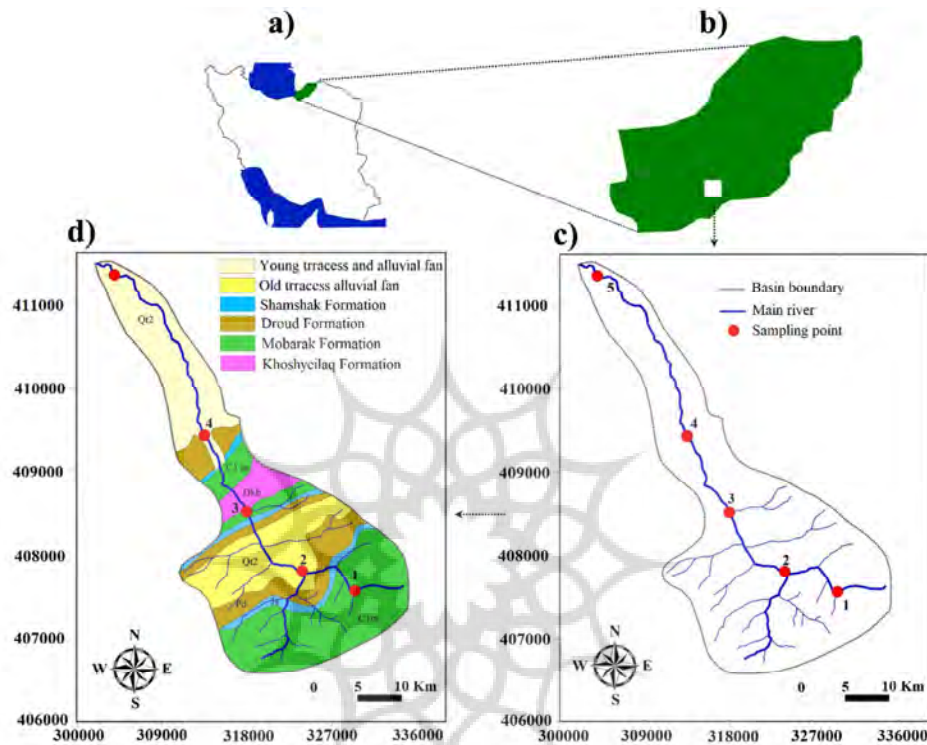 a)
b)
d)
Young trracess and alluvial fan
Old trracess alluvial fan
Shamshak Formation
Droud Formation
Mobarak Formation
Khoshyeilaq Formation
Qt2
4
3
Qt2
2
1
N
W E
S
0 5 10 Km
411000
410000
409000
408000
407000
406000
300000 309000 318000 327000 336000
c)
Basin boundary
Main river
Sampling point
5
4
3
2
1
N
W E
S
0 5 10 Km
411000
410000
409000
408000
407000
406000
300000 309000 318000 327000 336000